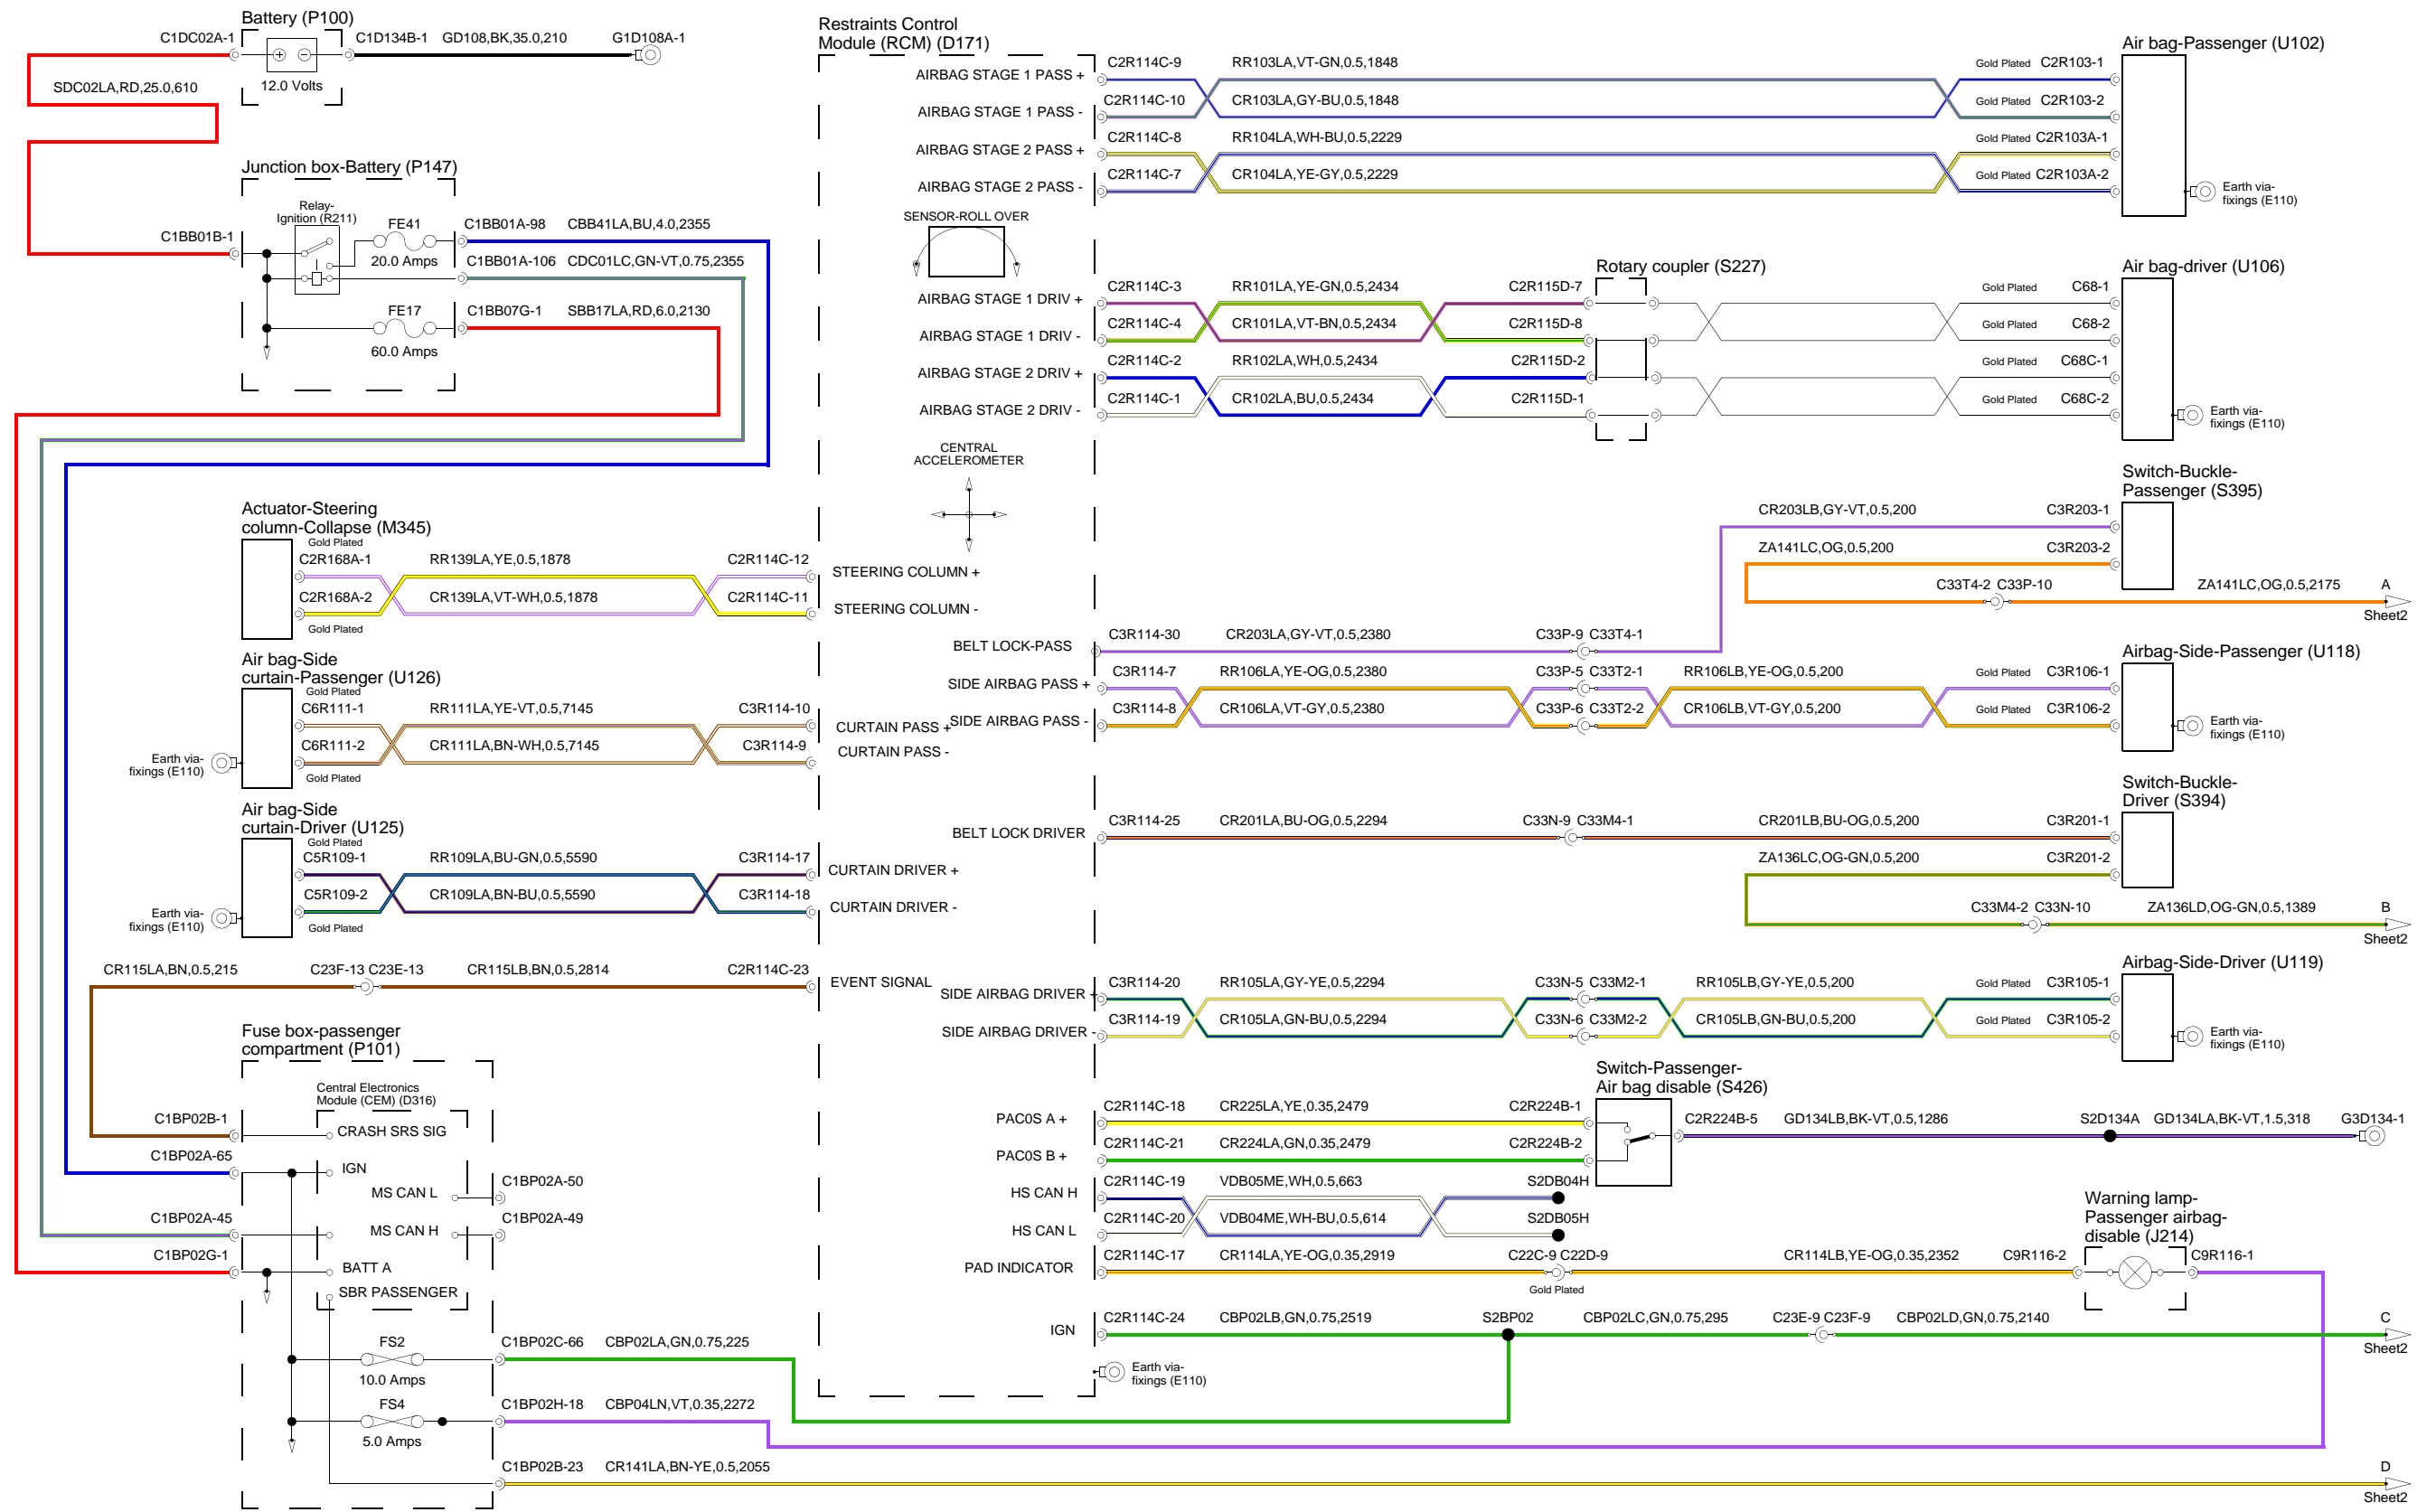 Battery (P100)
C1DC02A-1
C1D134B-1
GD108,BK,35.0,210
G1D108A-1
12.0 Volts
SDC02LA,RD,25.0,610
Junction box-Battery (P147)
Relay-
Ignition (R211)
C1BB01B-1
FE41
20.0 Amps
C1BB01A-98
CBB41LA,BU,4.0,2355
C1BB01A-106
CDC01LC,GN-VT,0.75,2355
FE17
60.0 Amps
C1BB07G-1
SBB17LA,RD,6.0,2130
Actuator-Steering
column-Collapse (M345)
Gold Plated
C2R168A-1
RR139LA,YE,0.5,1878
C2R114C-12
C2R168A-2
CR139LA,VT-WH,0.5,1878
C2R114C-11
Gold Plated
Air bag-Side
curtain-Passenger (U126)
Gold Plated
C6R111-1
RR111LA,YE-VT,0.5,7145
C3R114-10
C6R111-2
CR111LA,BN-WH,0.5,7145
C3R114-9
Gold Plated
Earth via-
fixings (E110)
Air bag-Side
curtain-Driver (U125)
Gold Plated
C5R109-1
RR109LA,BU-GN,0.5,5590
C3R114-17
C5R109-2
CR109LA,BN-BU,0.5,5590
C3R114-18
Gold Plated
Earth via-
fixings (E110)
CR115LA,BN,0.5,215
C23F-13 C23E-13
CR115LB,BN,0.5,2814
C2R114C-23
Fuse box-passenger
compartment (P101)
Central Electronics
Module (CEM) (D316)
C1BP02B-1
CRASH SRS SIG
C1BP02A-65
IGN
MS CAN L
C1BP02A-50
C1BP02A-45
MS CAN H
C1BP02A-49
C1BP02G-1
BATT A
SBR PASSENGER
FS2
10.0 Amps
C1BP02C-66
CBP02LA,GN,0.75,225
FS4
5.0 Amps
C1BP02H-18
CBP04LN,VT,0.35,2272
C1BP02B-23
CR141LA,BN-YE,0.5,2055
D
Sheet2
Restraints Control
Module (RCM) (D171)
AIRBAG STAGE 1 PASS +
AIRBAG STAGE 1 PASS -
AIRBAG STAGE 2 PASS +
AIRBAG STAGE 2 PASS -
SENSOR-ROLL OVER
AIRBAG STAGE 1 DRIV +
AIRBAG STAGE 1 DRIV -
AIRBAG STAGE 2 DRIV +
AIRBAG STAGE 2 DRIV -
CENTRAL
ACCELEROMETER
STEERING COLUMN +
STEERING COLUMN -
BELT LOCK-PASS
SIDE AIRBAG PASS +
SIDE AIRBAG PASS -
CURTAIN PASS +
CURTAIN PASS -
BELT LOCK DRIVER
CURTAIN DRIVER +
CURTAIN DRIVER -
EVENT SIGNAL
SIDE AIRBAG DRIVER +
SIDE AIRBAG DRIVER -
PAC0S A +
PAC0S B +
HS CAN H
HS CAN L
PAD INDICATOR
IGN
Earth via-
fixings (E110)
Air bag-Passenger (U102)
C2R114C-9
RR103LA,VT-GN,0.5,1848
Gold Plated C2R103-1
C2R114C-10
CR103LA,GY-BU,0.5,1848
Gold Plated C2R103-2
C2R114C-8
RR104LA,WH-BU,0.5,2229
Gold Plated C2R103A-1
C2R114C-7
CR104LA,YE-GY,0.5,2229
Gold Plated C2R103A-2
Earth via-
fixings (E110)
Rotary coupler (S227)
Air bag-driver (U106)
C2R114C-3
RR101LA,YE-GN,0.5,2434
C2R115D-7
Gold Plated C68-1
C2R114C-4
CR101LA,VT-BN,0.5,2434
C2R115D-8
Gold Plated C68-2
C2R114C-2
RR102LA,WH,0.5,2434
C2R115D-2
Gold Plated C68C-1
C2R114C-1
CR102LA,BU,0.5,2434
C2R115D-1
Gold Plated C68C-2
Earth via-
fixings (E110)
Switch-Buckle-
Passenger (S395)
CR203LB,GY-VT,0.5,200
C3R203-1
ZA141LC,OG,0.5,200
C3R203-2
C33T4-2 C33P-10
ZA141LC,OG,0.5,2175
A
Sheet2
C3R114-30
CR203LA,GY-VT,0.5,2380
C33P-9 C33T4-1
Airbag-Side-Passenger (U118)
C3R114-7
RR106LA,YE-OG,0.5,2380
C33P-5 C33T2-1
RR106LB,YE-OG,0.5,200
Gold Plated C3R106-1
C3R114-8
CR106LA,VT-GY,0.5,2380
C33P-6 C33T2-2
CR106LB,VT-GY,0.5,200
Gold Plated C3R106-2
Earth via-
fixings (E110)
Switch-Buckle-
Driver (S394)
C3R114-25
CR201LA,BU-OG,0.5,2294
C33N-9 C33M4-1
CR201LB,BU-OG,0.5,200
C3R201-1
ZA136LC,OG-GN,0.5,200
C3R201-2
C33M4-2 C33N-10
ZA136LD,OG-GN,0.5,1389
B
Sheet2
Airbag-Side-Driver (U119)
C3R114-20
RR105LA,GY-YE,0.5,2294
C33N-5 C33M2-1
RR105LB,GY-YE,0.5,200
Gold Plated C3R105-1
C3R114-19
CR105LA,GN-BU,0.5,2294
C33N-6 C33M2-2
CR105LB,GN-BU,0.5,200
Gold Plated C3R105-2
Earth via-
fixings (E110)
Switch-Passenger-
Air bag disable (S426)
C2R114C-18
CR225LA,YE,0.35,2479
C2R224B-1
C2R224B-5
GD134LB,BK-VT,0.5,1286
S2D134A
GD134LA,BK-VT,1.5,318
G3D134-1
C2R114C-21
CR224LA,GN,0.35,2479
C2R224B-2
C2R114C-19
VDB05ME,WH,0.5,663
S2DB04H
C2R114C-20
VDB04ME,WH-BU,0.5,614
S2DB05H
Warning lamp-
Passenger airbag-
disable (J214)
C2R114C-17
CR114LA,YE-OG,0.35,2919
C22C-9 C22D-9
Gold Plated
CR114LB,YE-OG,0.35,2352
C9R116-2
C9R116-1
C2R114C-24
CBP02LB,GN,0.75,2519
S2BP02
CBP02LC,GN,0.75,295
C23E-9 C23F-9
CBP02LD,GN,0.75,2140
C
Sheet2